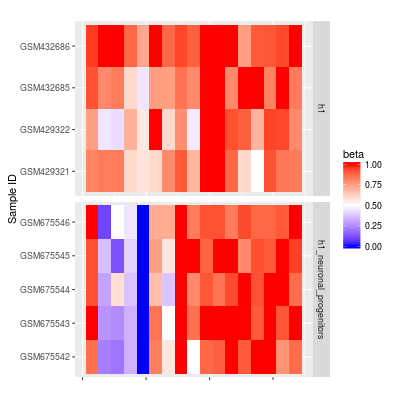 GSM432686
GSM432685
GSM429322
GSM429321
h1
GSM675546
GSM675545
GSM675544
GSM675543
GSM675542
h1_neuronal_progenitors
Sample ID
beta
1.00
0.75
0.50
0.25
0.00